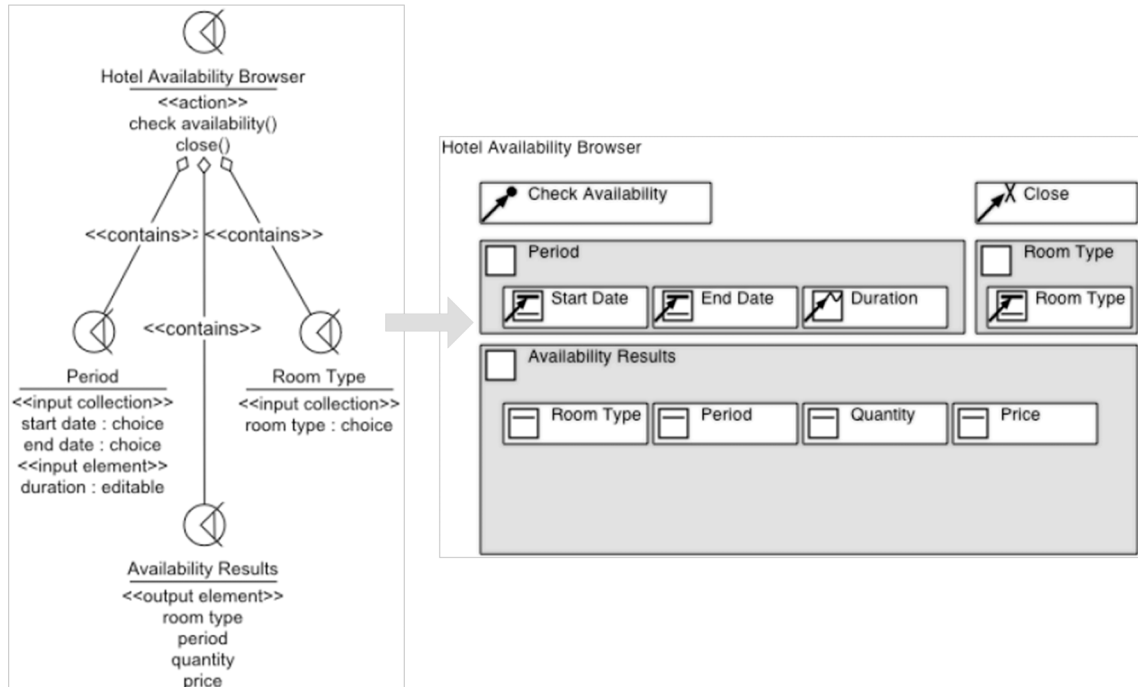 Hotel Availability Browser
<<action>>
check availability()
close()
<<contains>>
<<contains>>
<<contains>>
Period
<<input collection>>
start date : choice
end date : choice
<<input element>>
duration : editable
Room Type
<<input collection>>
room type : choice
Availability Results
<<output element>>
room type
period
quantity
price
Hotel Availability Browser
Check Availability
Close
Period
Start Date
End Date
Duration
Room Type
Room Type
Availability Results
Room Type
Period
Quantity
Price